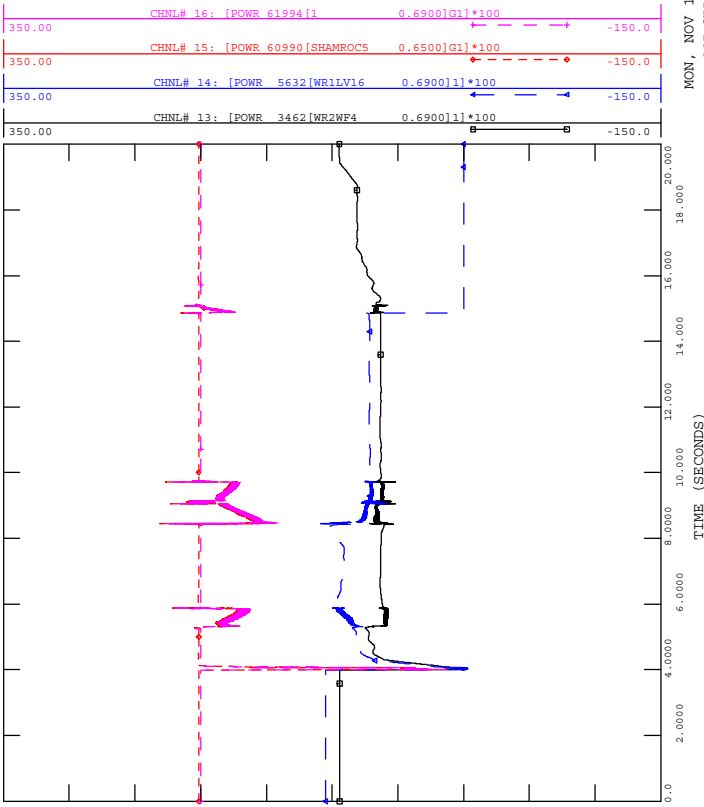 CHNL# 16: [POWR 61994[1 0.6900]G1]*100
350.00 -150.0
CHNL# 15: [POWR 60990[SHAMROC5 0.6500]G1]*100
350.00 -150.0
CHNL# 14: [POWR 5632[WR1LV16 0.6900]1]*100
350.00 -150.0
CHNL# 13: [POWR 3462[WR2WF4 0.6900]1]*100
350.00 -150.0
MON, NOV 1
20.000
18.000
16.000
14.000
12.000
10.000
8.0000
6.0000
4.0000
2.0000
0.0
TIME (SECONDS)